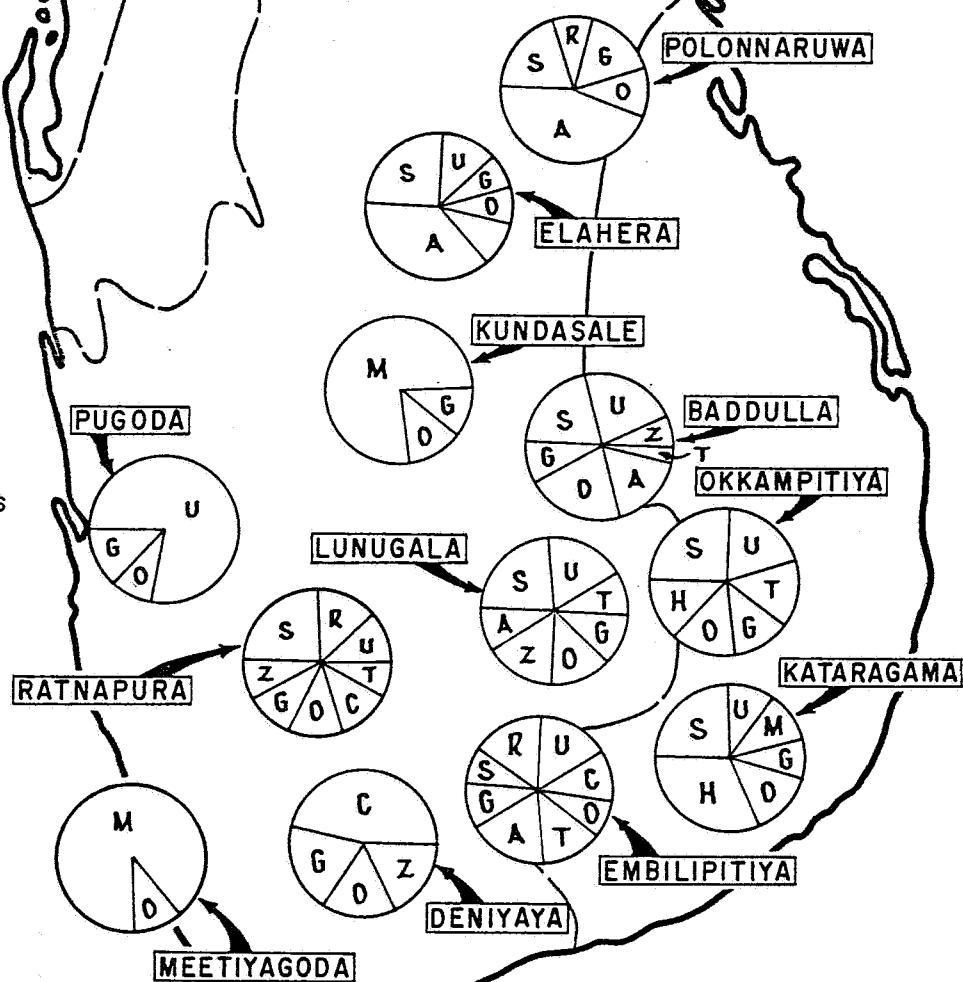 R
S
G
O
A
POLONNARUWA
S
U
G
O
A
ELAHERA
KUNDASALE
M
G
O
PUGODA
U
G
O
S
U
Z
T
G
O
A
BADDULLA
OKKAMPITIYA
S
U
H
T
O
G
LUNUGALA
S
U
T
A
G
Z
O
S
R
U
Z
T
G
O
C
RATNAPURA
KATARAGAMA
S
U
M
G
H
O
R
U
S
C
G
O
A
T
EMBILIPITIYA
C
G
Z
O
DENIYAYA
M
O
MEETIYAGODA
S